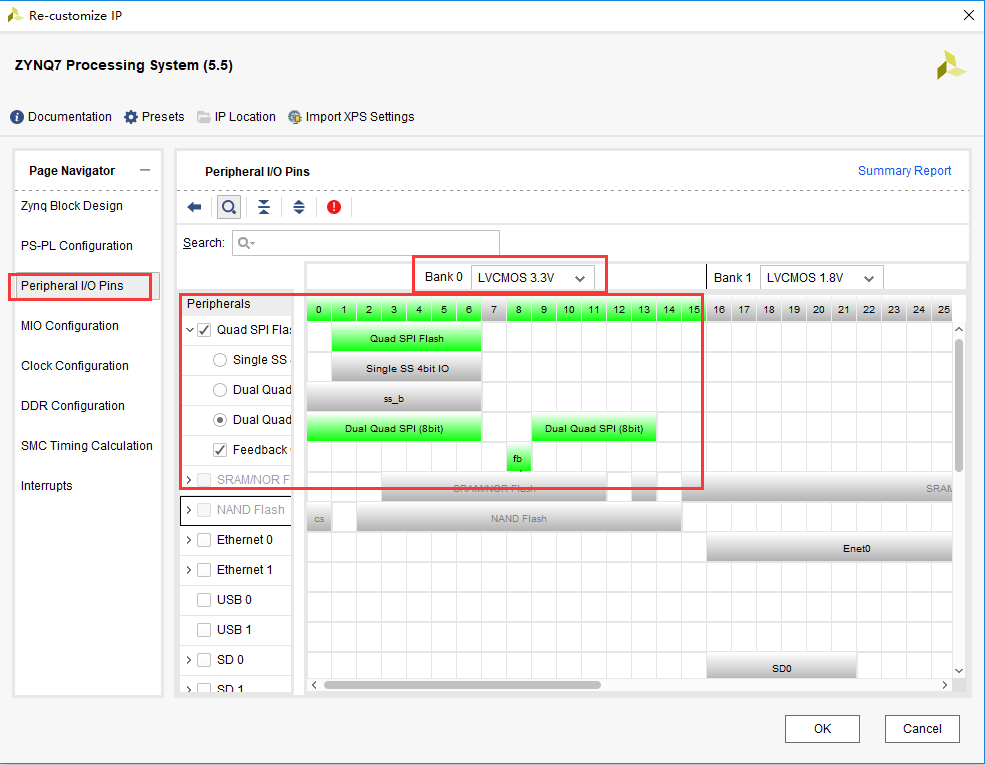 Re-customize IP
ZYNQ7 Processing System (5.5)
Documentation Presets IP Location Import XPS Settings
Page Navigator
Zynq Block Design
PS-PL Configuration
Peripheral I/O Pins
MIO Configuration
Clock Configuration
DDR Configuration
SMC Timing Calculation
Interrupts
Peripheral I/O Pins Summary Report
Search:
Bank 0 LVCMOS 3.3V Bank 1 LVCMOS 1.8V
Peripherals 0 1 2 3 4 5 6 7 8 9 10 11 12 13 14 15 16 17 18 19 20 21 22 23 24 25
Quad SPI Flas Quad SPI Flash
Single SS Single SS 4bit IO
Dual Quad ss_b
Dual Quad Dual Quad SPI (8bit) Dual Quad SPI (8bit)
Feedback fb
SRAM/NOR F SRAM/NOR Flash SRAM
NAND Flash cs NAND Flash
Ethernet 0 Enet0
Ethernet 1
USB 0
USB 1
SD 0 SD0
SD 1
OK Cancel